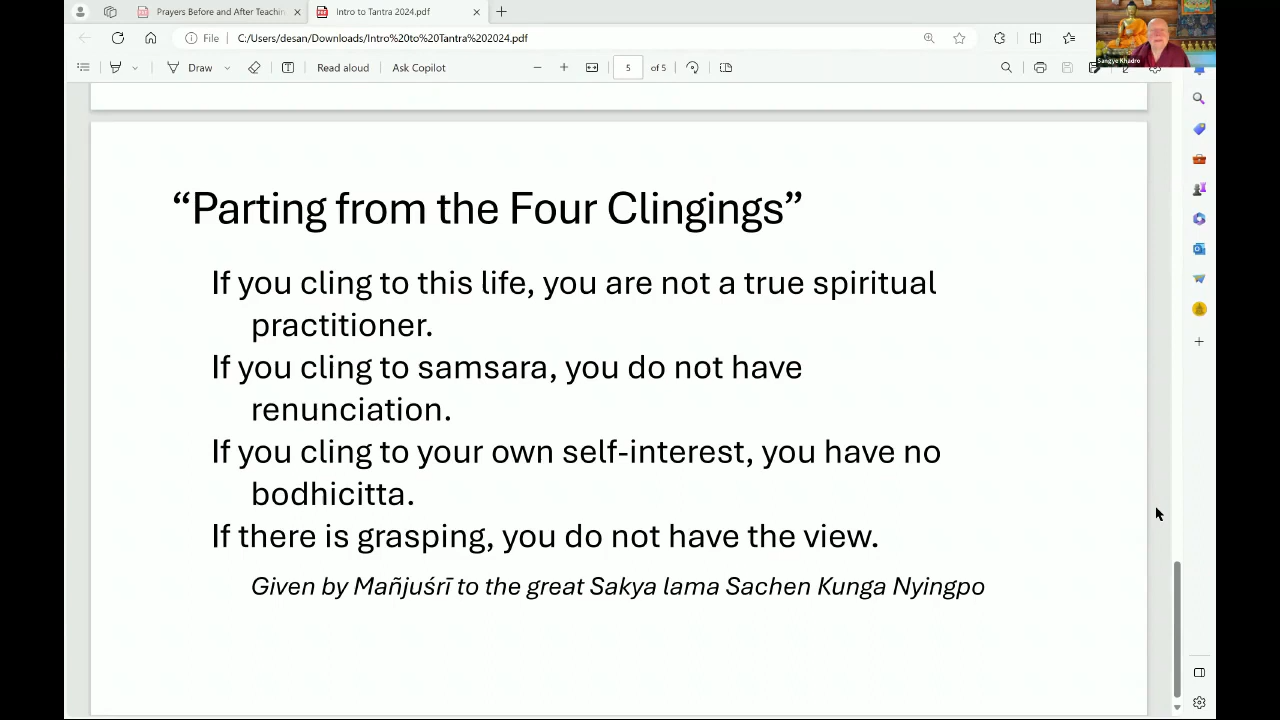 Prayers Before and After Teachin
Intro to Tantra 2024.pdf
File
C:/Users/desan/Downloads/Intro%20to%20Tantra%202024.pdf
Draw
Read aloud
5
of 5
Sangye Khadro
“Parting from the Four Clingings”
If you cling to this life, you are not a true spiritual
practitioner.
If you cling to samsara, you do not have
renunciation.
If you cling to your own self-interest, you have no
bodhicitta.
If there is grasping, you do not have the view.
Given by Mañjuśrī to the great Sakya lama Sachen Kunga Nyingpo